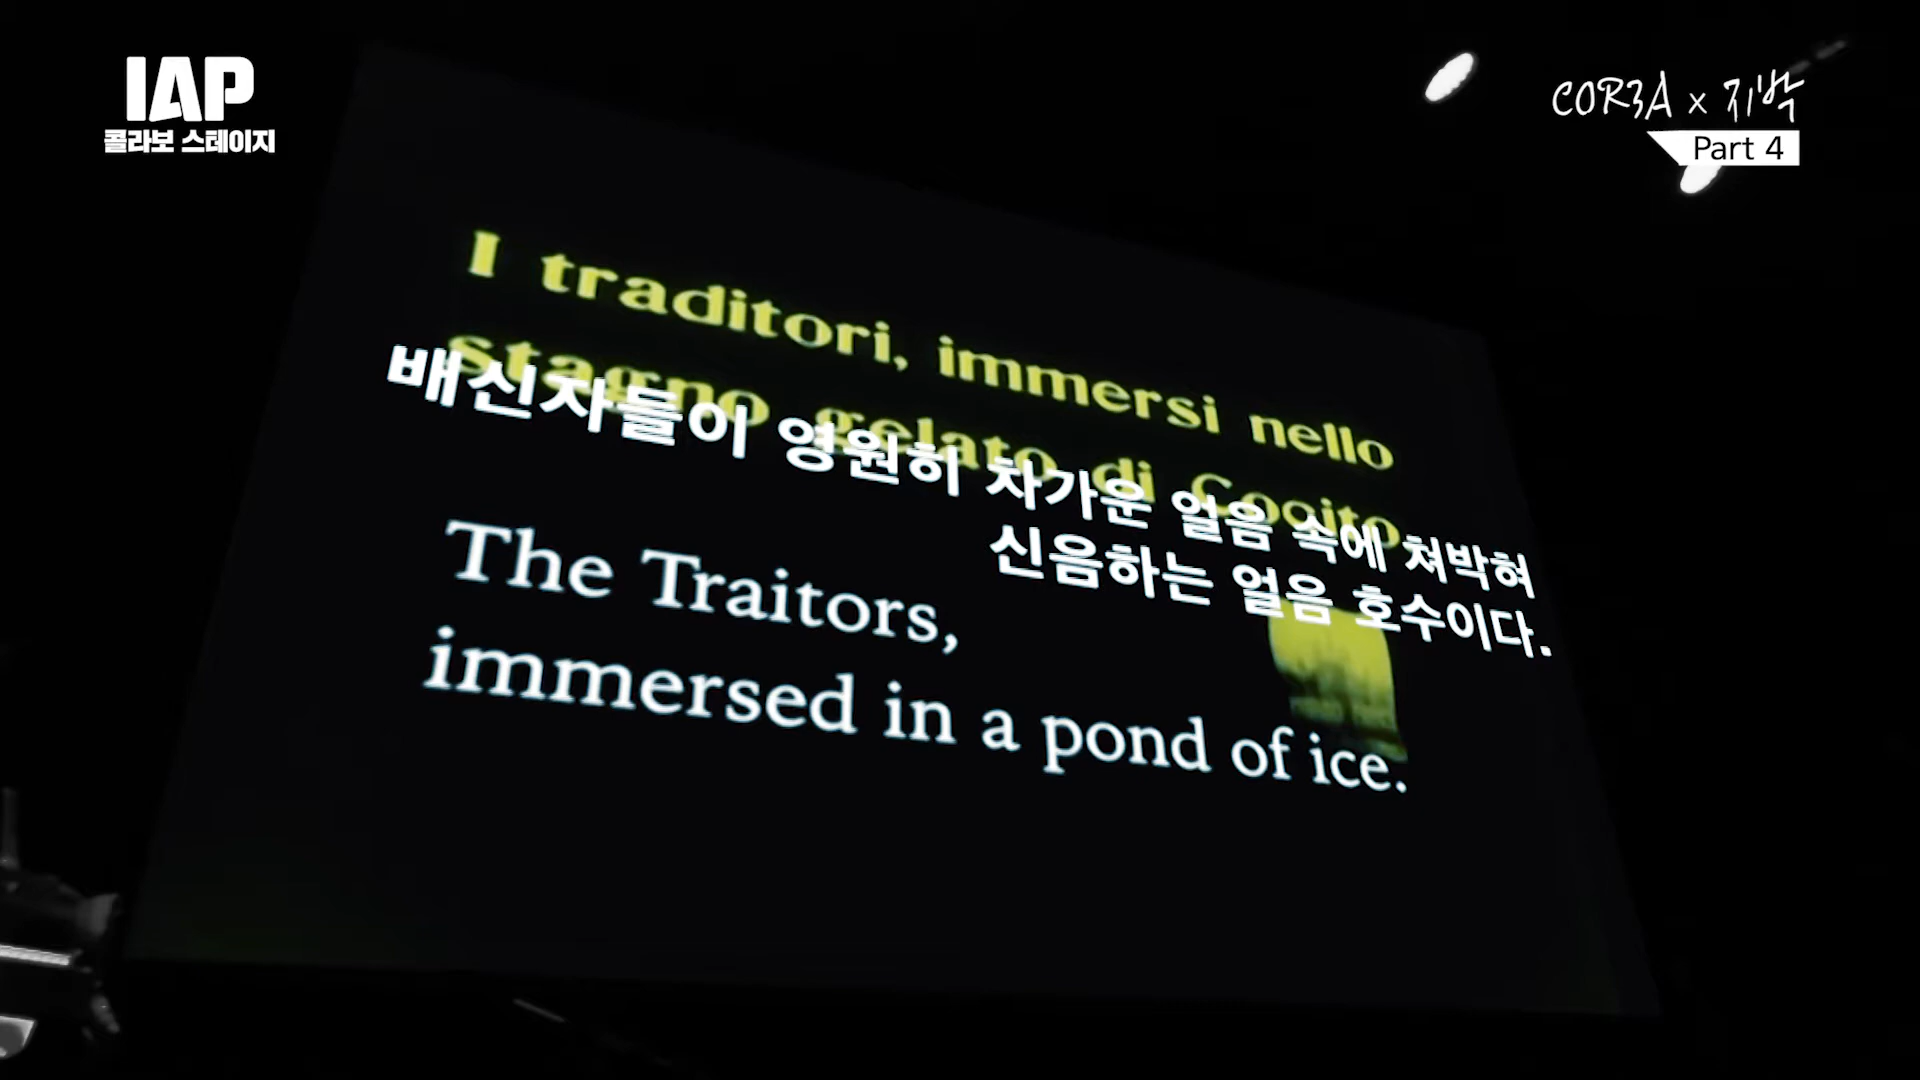 IAP
콜라보 스테이지
COR3A x 지박
Part 4
I traditori, immersi nello
stagno gelato di Cocito
배신자들이 영원히 차가운 얼음 속에 쳐박혀
신음하는 얼음 호수이다.
The Traitors,
immersed in a pond of ice.